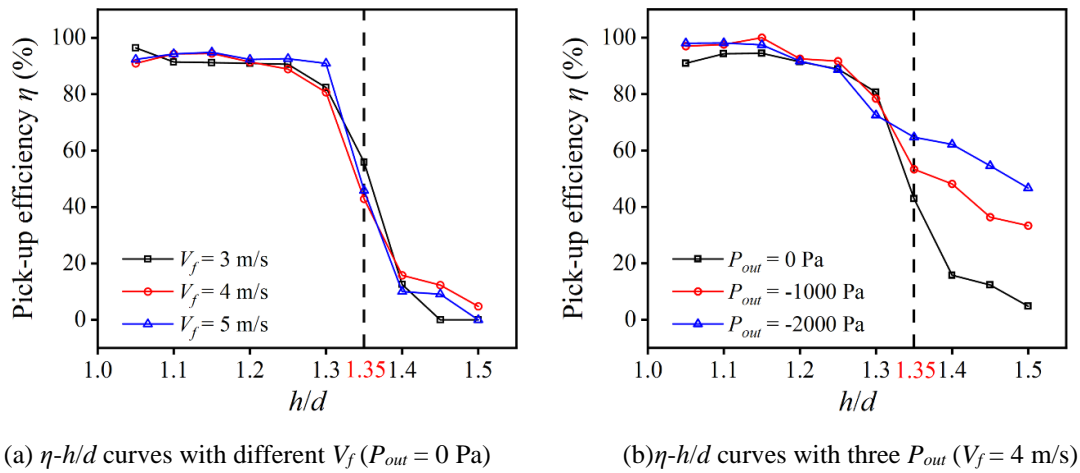 Pick-up efficiency η (%)
100
80
60
40
20
0
V_f = 3 m/s
V_f = 4 m/s
V_f = 5 m/s
1.0 1.1 1.2 1.3 1.35 1.4 1.5
h/d
Pick-up efficiency η (%)
100
80
60
40
20
0
P_out = 0 Pa
P_out = -1000 Pa
P_out = -2000 Pa
1.0 1.1 1.2 1.3 1.35 1.4 1.5
h/d
(a) η-h/d curves with different V_f (P_out = 0 Pa)
(b)η-h/d curves with three P_out (V_f = 4 m/s)